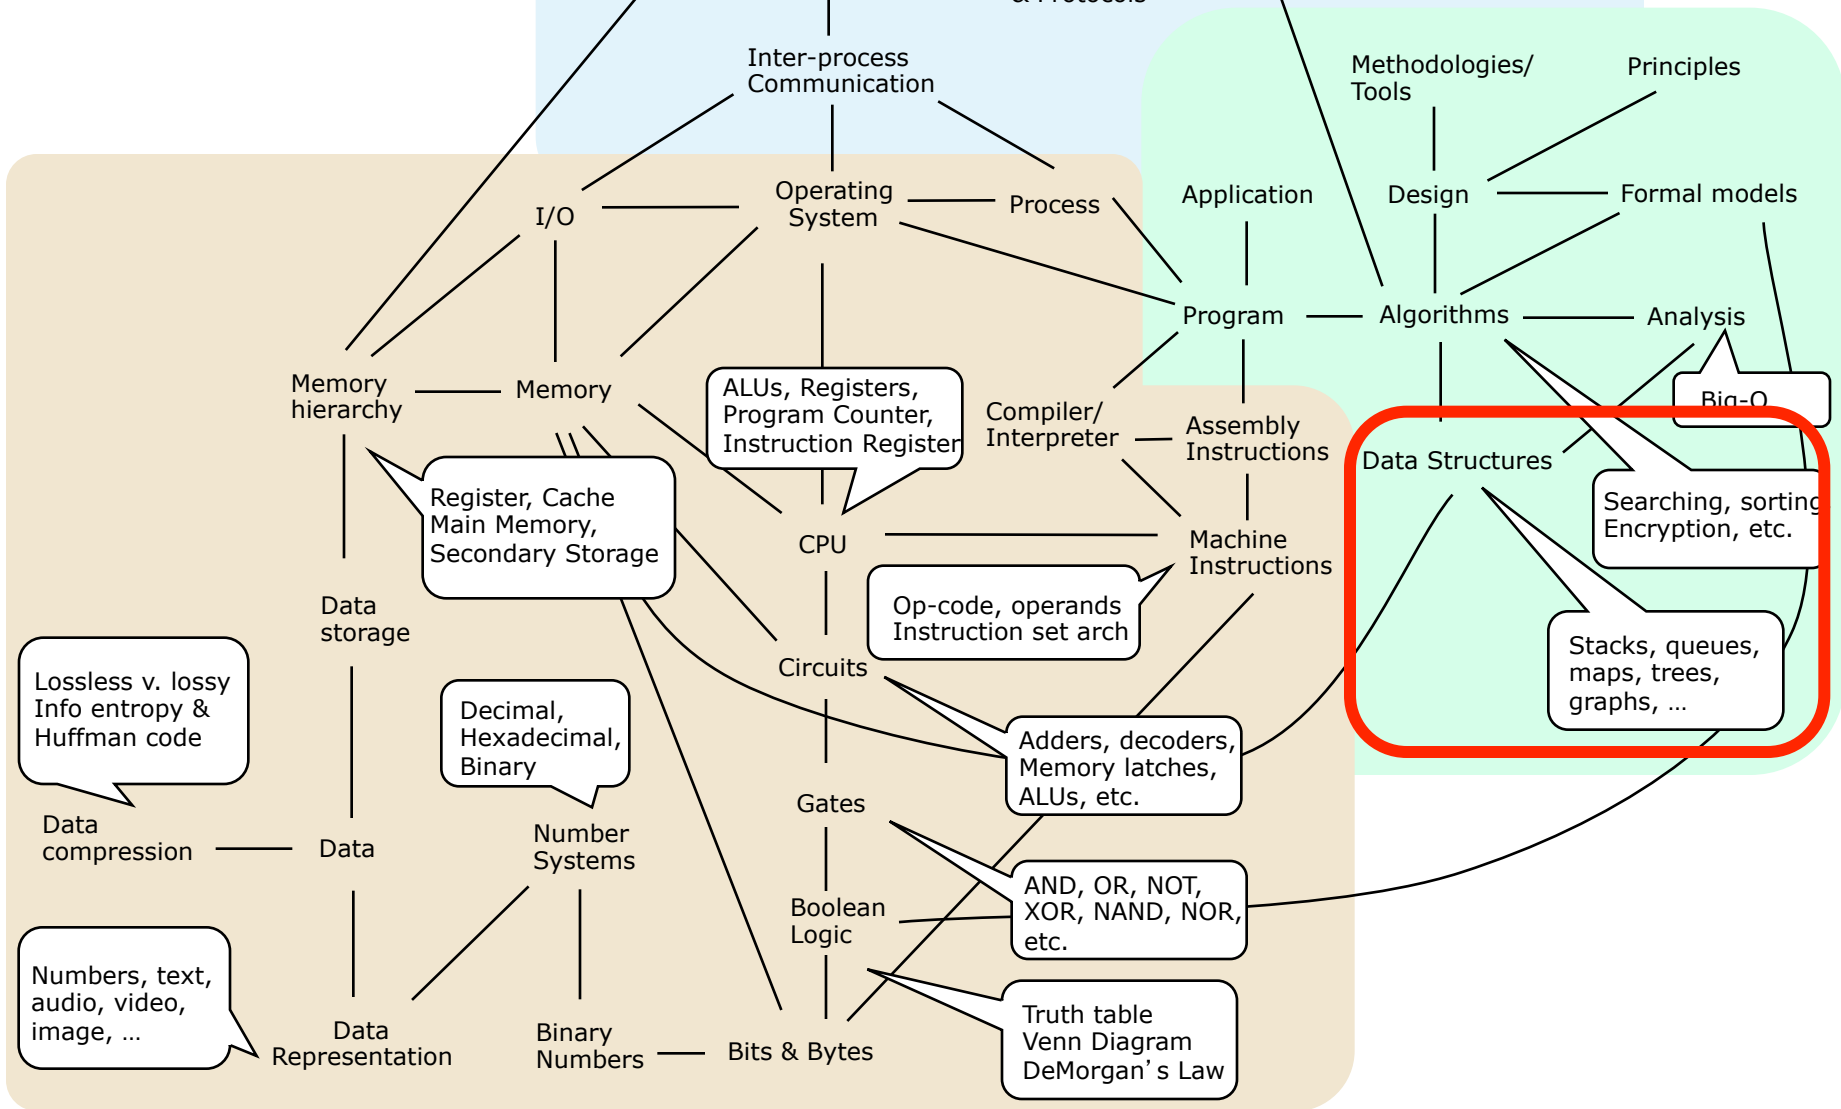 & Protocols
Inter-process
Communication
Methodologies/
Tools
Principles
I/O
Operating
System
Process
Application
Design
Formal models
Program
Algorithms
Analysis
Memory
hierarchy
Memory
ALUs, Registers,
Program Counter,
Instruction Register
Compiler/
Interpreter
Assembly
Instructions
Big-O
Data Structures
Register, Cache
Main Memory,
Secondary Storage
Searching, sorting
Encryption, etc.
CPU
Machine
Instructions
Data
storage
Op-code, operands
Instruction set arch
Stacks, queues,
maps, trees,
graphs, …
Circuits
Lossless v. lossy
Info entropy &
Huffman code
Decimal,
Hexadecimal,
Binary
Adders, decoders,
Memory latches,
ALUs, etc.
Gates
Data
compression
Data
Number
Systems
AND, OR, NOT,
XOR, NAND, NOR,
etc.
Boolean
Logic
Numbers, text,
audio, video,
image, …
Truth table
Venn Diagram
DeMorgan’s Law
Data
Representation
Binary
Numbers
Bits & Bytes